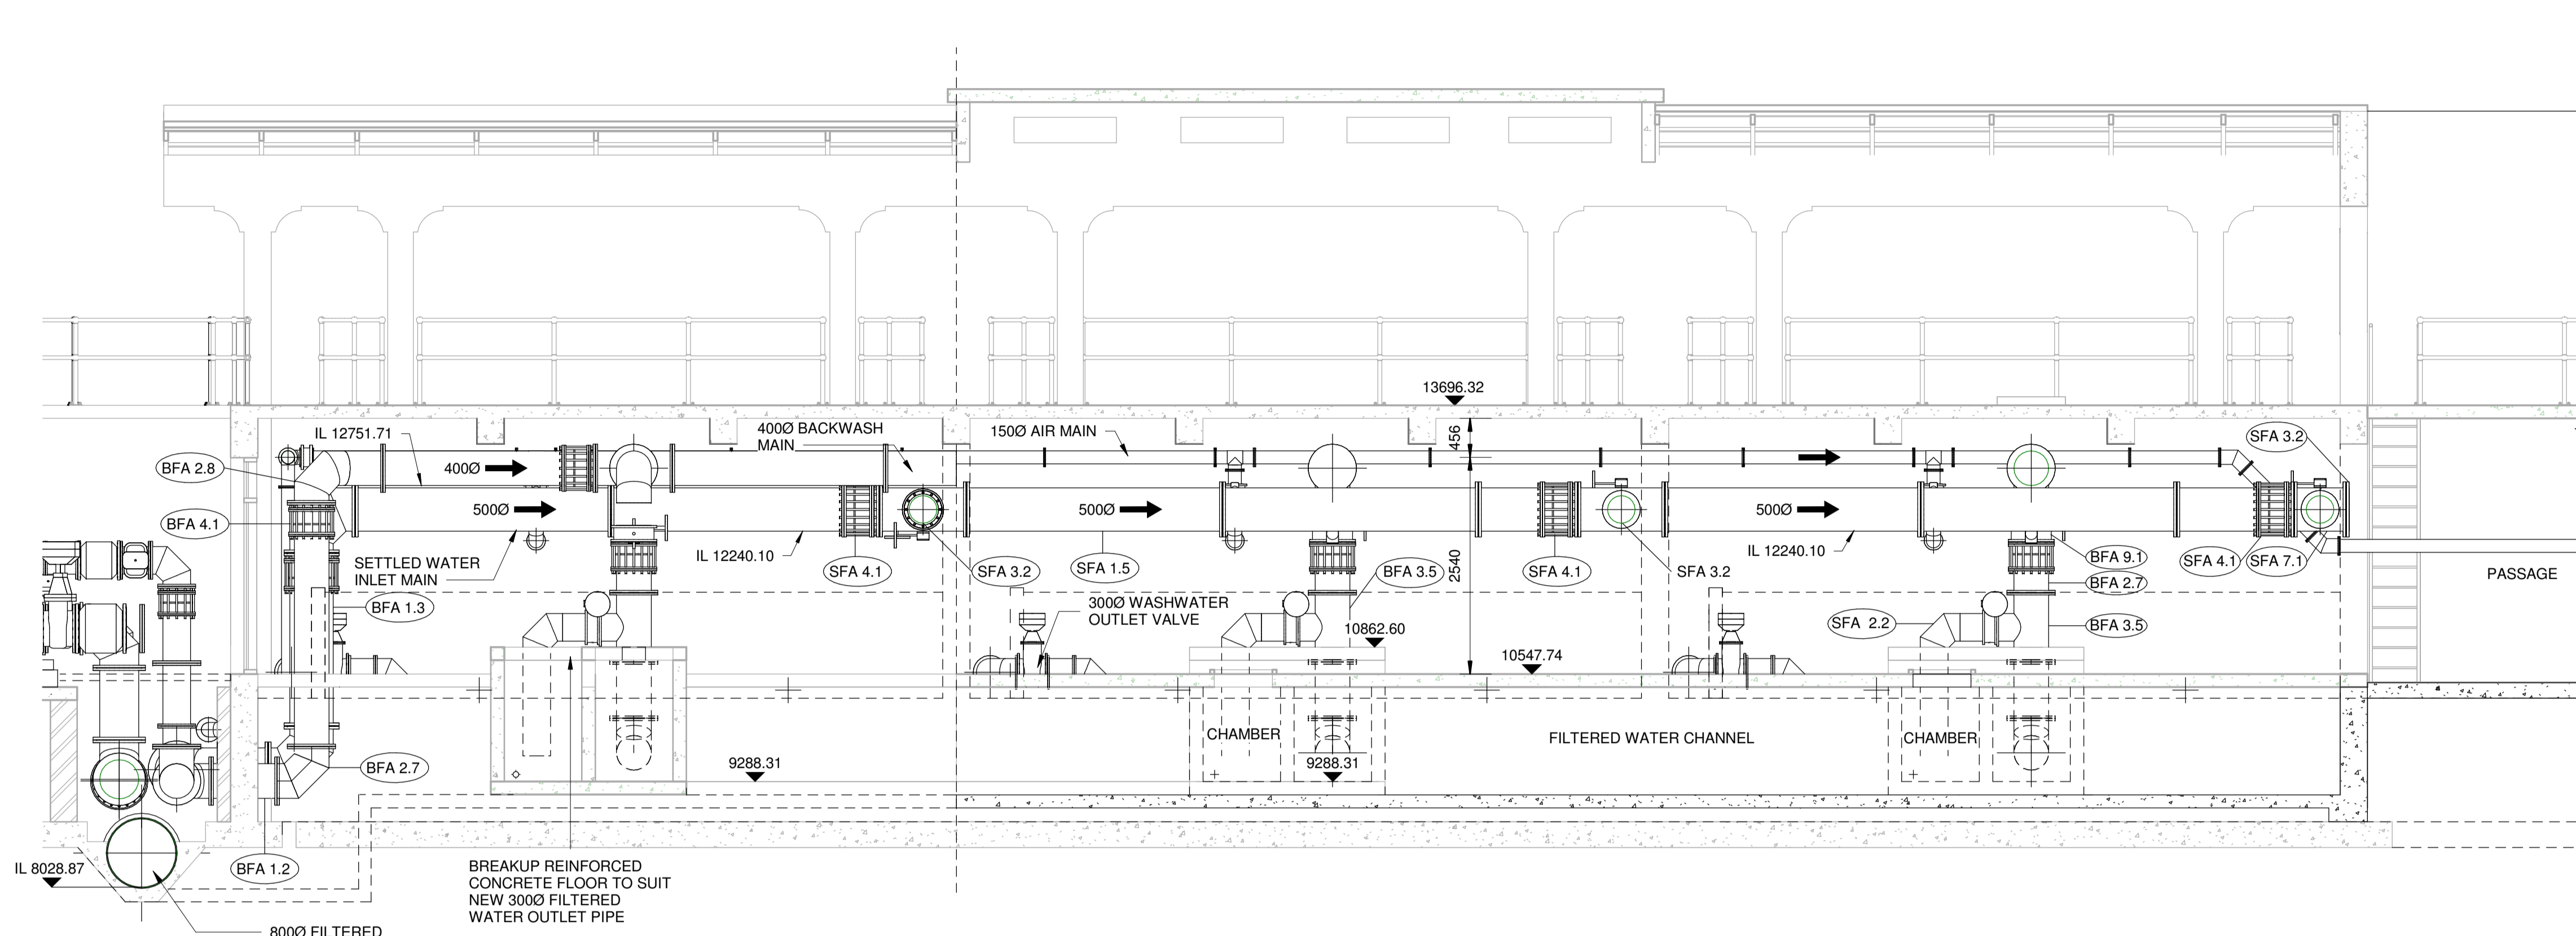 13696.32
IL 12751.71
400Ø BACKWASH
MAIN
150Ø AIR MAIN
456
SFA 3.2
BFA 2.8
400Ø
BFA 4.1
500Ø
500Ø
500Ø
SETTLED WATER
INLET MAIN
IL 12240.10
SFA 4.1
SFA 3.2
SFA 1.5
2540
BFA 3.5
SFA 4.1
SFA 3.2
IL 12240.10
BFA 9.1
SFA 4.1
SFA 7.1
BFA 2.7
PASSAGE
BFA 1.3
300Ø WASHWATER
OUTLET VALVE
10862.60
SFA 2.2
BFA 3.5
10547.74
CHAMBER
FILTERED WATER CHANNEL
CHAMBER
BFA 2.7
9288.31
9288.31
IL 8028.87
BFA 1.2
BREAKUP REINFORCED
CONCRETE FLOOR TO SUIT
NEW 300Ø FILTERED
WATER OUTLET PIPE
800Ø FILTERED